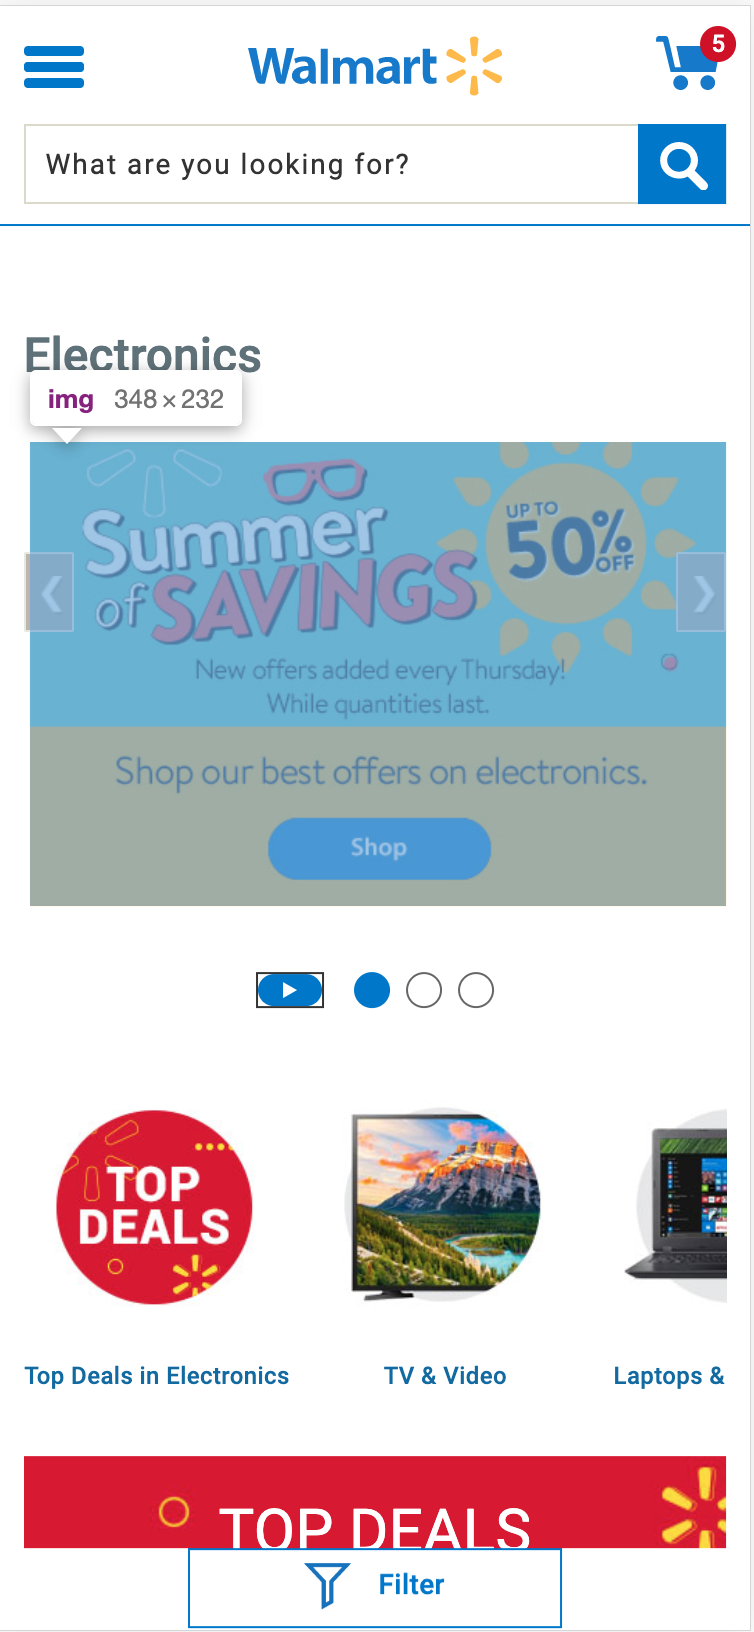 Walmart
5
What are you looking for?
Electronics
img 348×232
Summer
of SAVINGS
UP TO
50%
OFF
New offers added every Thursday!
While quantities last.
Shop our best offers on electronics.
Shop
TOP
DEALS
Top Deals in Electronics
TV & Video
Laptops &
TOP DEALS
Filter